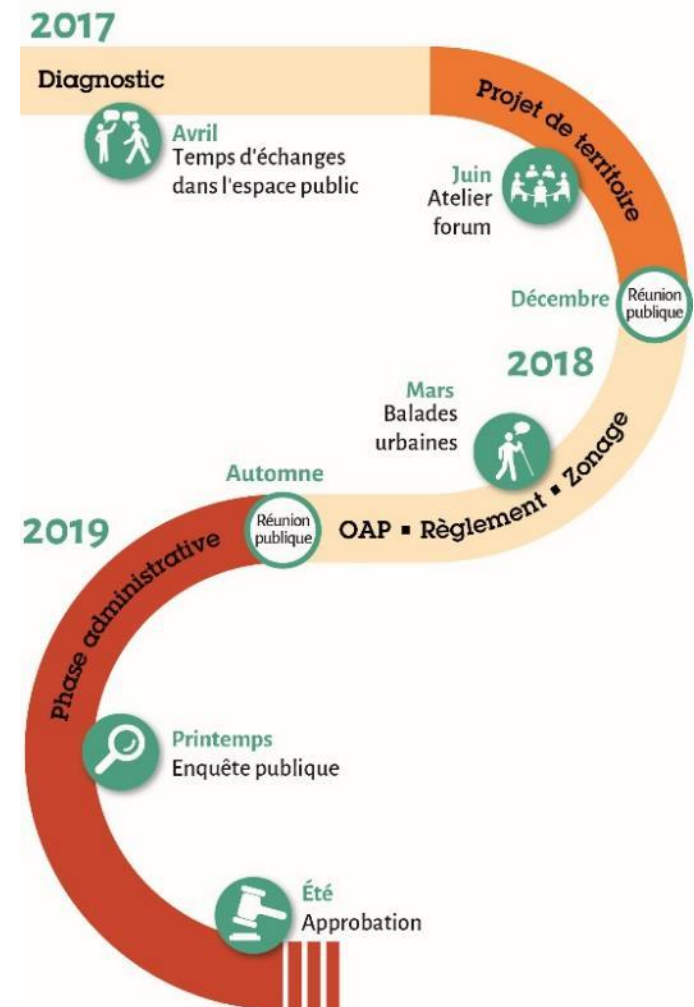 2017
Diagnostic
Avril
Temps d'échanges
dans l'espace public
Projet de territoire
Juin
Atelier
forum
Décembre
Réunion
publique
2018
Mars
Balades
urbaines
OAP ▪ Règlement ▪ Zonage
Automne
Réunion
publique
2019
Phase administrative
Printemps
Enquête publique
Été
Approbation